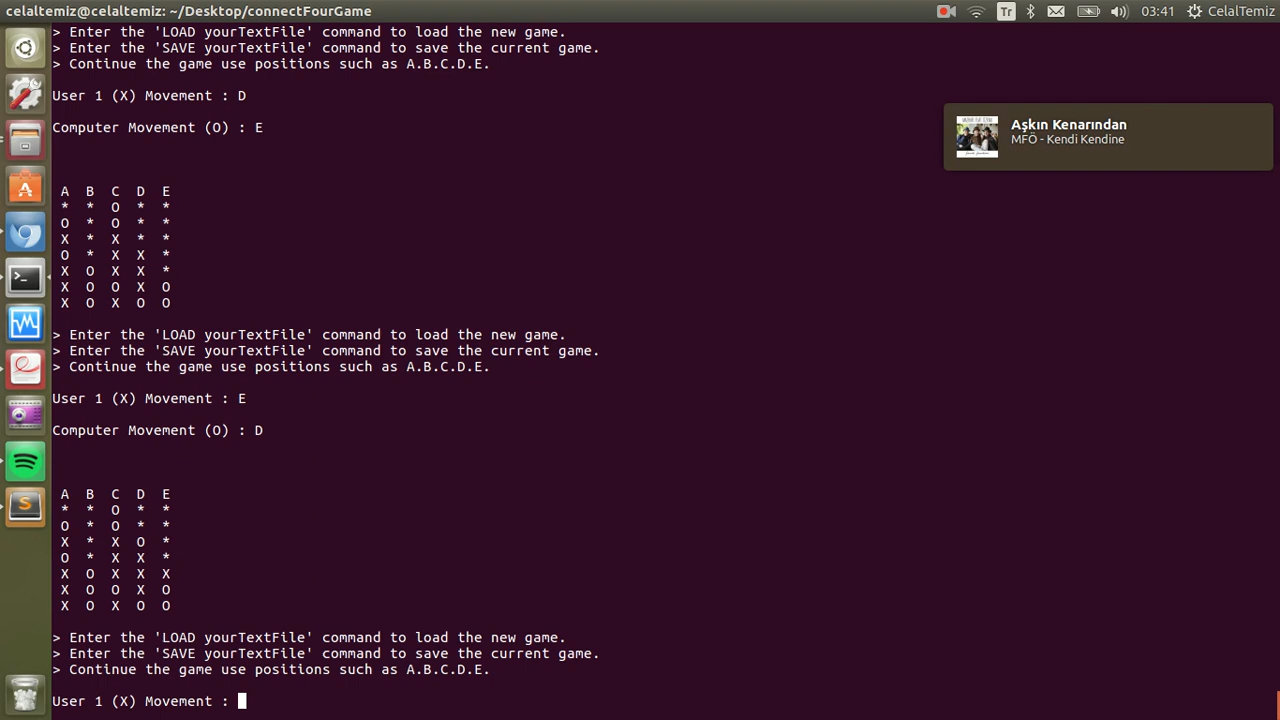 celaltemiz@celaltemiz: ~/Desktop/connectFourGame
Tr
03:41
CelalTemiz
> Enter the 'LOAD yourTextFile' command to load the new game.
> Enter the 'SAVE yourTextFile' command to save the current game.
> Continue the game use positions such as A.B.C.D.E.
User 1 (X) Movement : D
Aşkın Kenarından
MFÖ - Kendi Kendine
Computer Movement (O) : E
A B C D E
* * O * *
O * O * *
X * X * *
O * X X *
X O X X *
X O O X O
X O X O O
> Enter the 'LOAD yourTextFile' command to load the new game.
> Enter the 'SAVE yourTextFile' command to save the current game.
> Continue the game use positions such as A.B.C.D.E.
User 1 (X) Movement : E
Computer Movement (O) : D
A B C D E
* * O * *
O * O * *
X * X O *
O * X X *
X O X X X
X O O X O
X O X O O
> Enter the 'LOAD yourTextFile' command to load the new game.
> Enter the 'SAVE yourTextFile' command to save the current game.
> Continue the game use positions such as A.B.C.D.E.
User 1 (X) Movement :